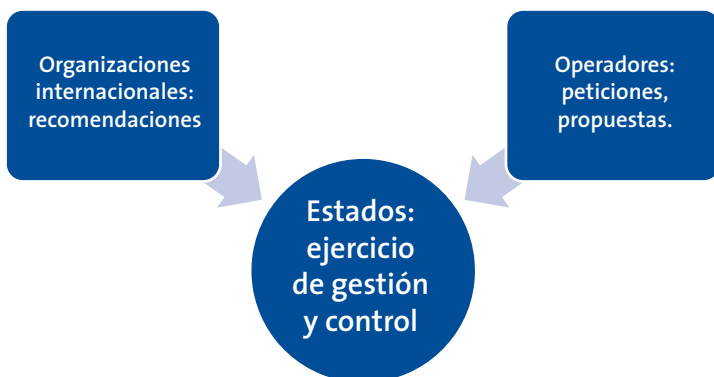 Organizaciones
internacionales:
recomendaciones
Operadores:
peticiones,
propuestas.
Estados:
ejercicio
de gestión
y control